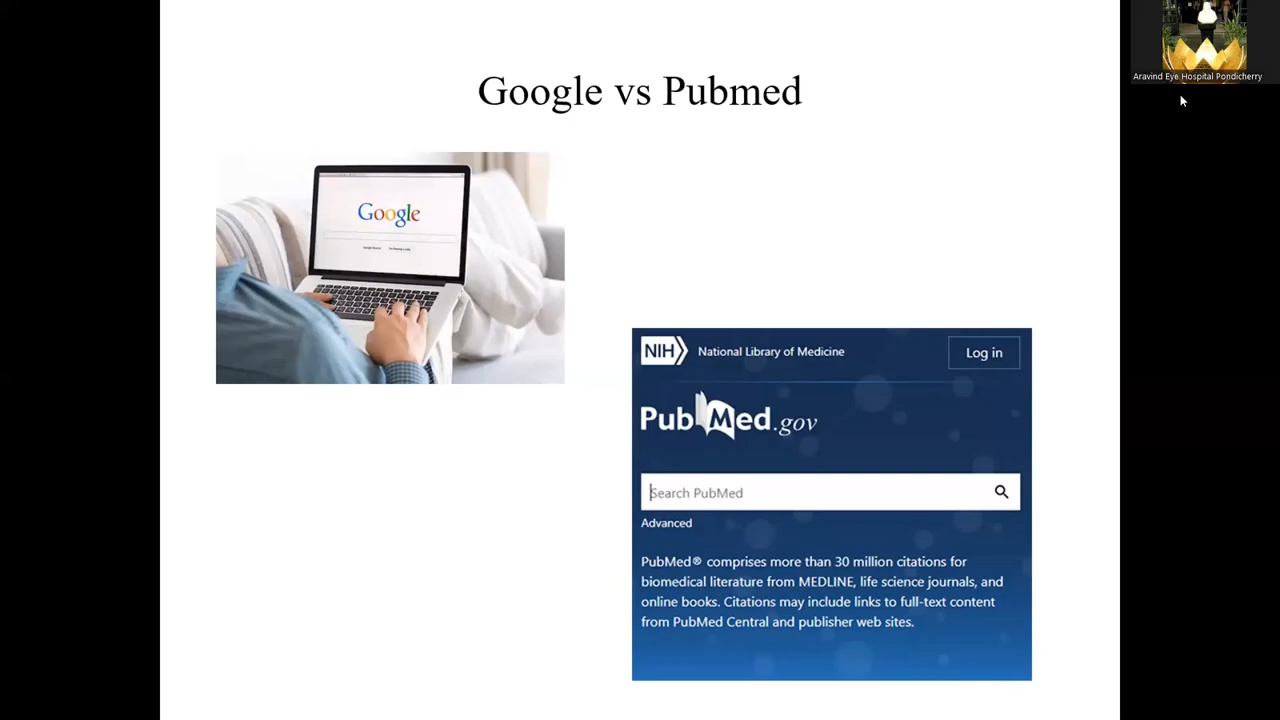 Google vs Pubmed
Aravind Eye Hospital Pondicherry
Google
NIH National Library of Medicine
Log in
PubMed.gov
Search PubMed
Advanced
PubMed® comprises more than 30 million citations for
biomedical literature from MEDLINE, life science journals, and
online books. Citations may include links to full-text content
from PubMed Central and publisher web sites.